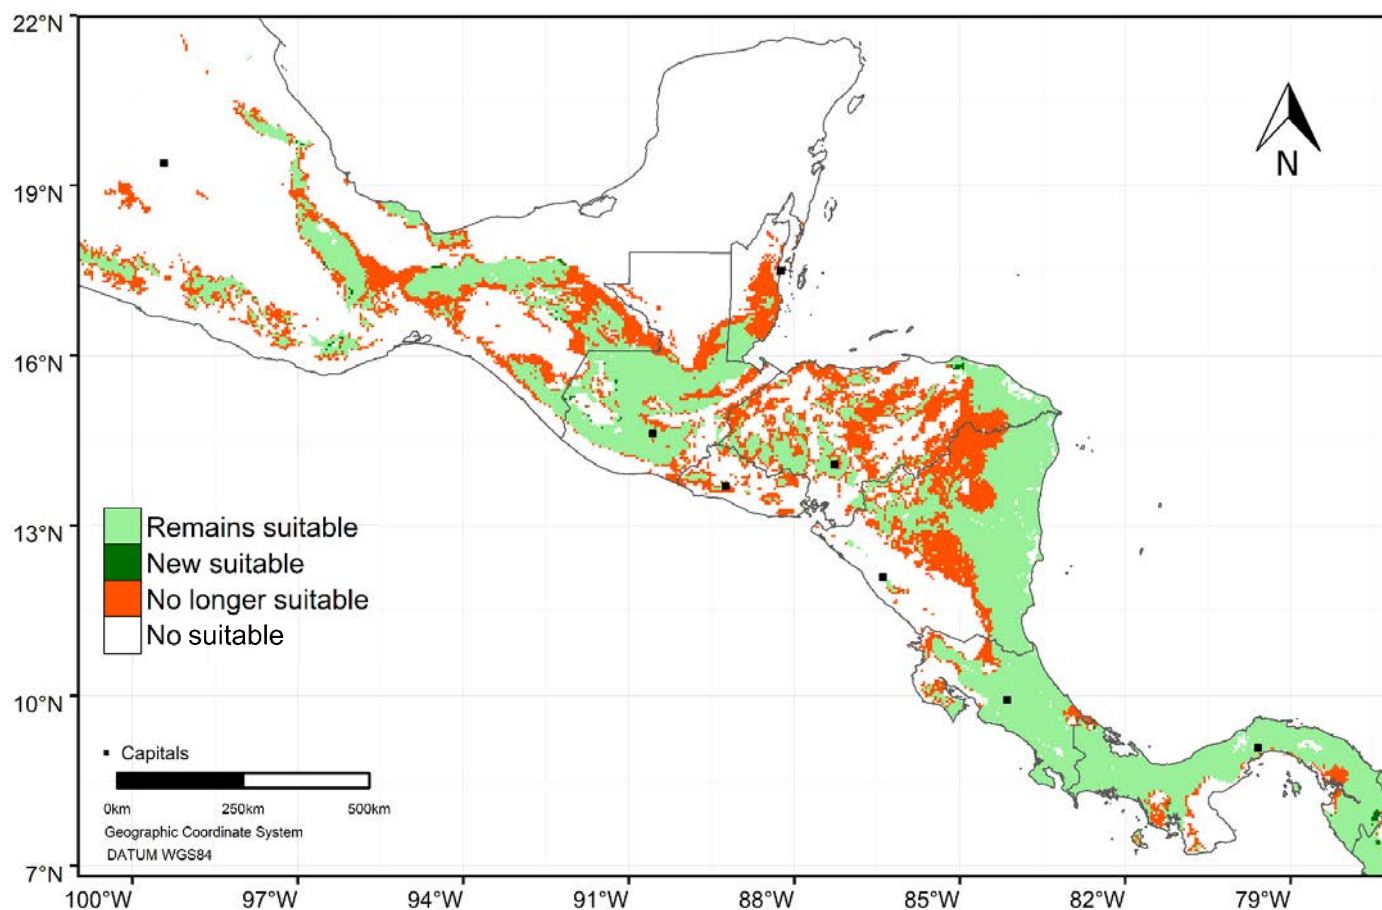 22°N
19°N
16°N
13°N
10°N
7°N
N
Remains suitable
New suitable
No longer suitable
No suitable
Capitals
0km 250km 500km
Geographic Coordinate System
DATUM WGS84
100°W 97°W 94°W 91°W 88°W 85°W 82°W 79°W